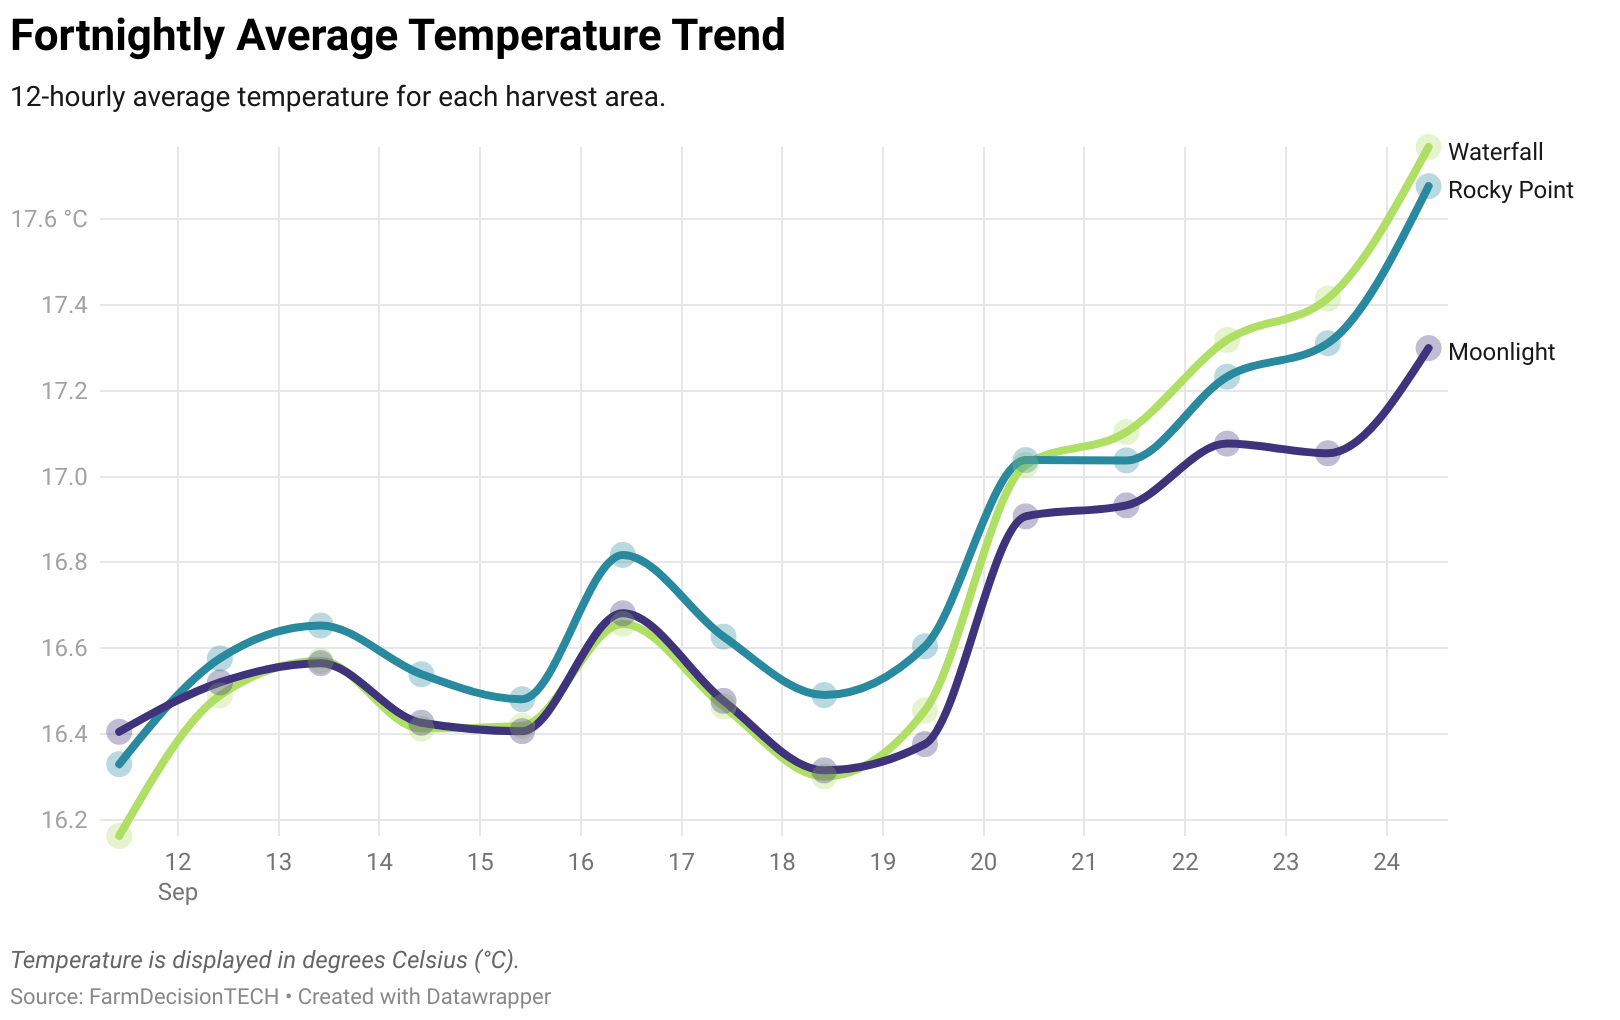 Fortnightly Average Temperature Trend
12-hourly average temperature for each harvest area.
Waterfall
Rocky Point
17.6 °C
17.4
Moonlight
17.2
17.0
16.8
16.6
16.4
16.2
12 13 14 15 16 17 18 19 20 21 22 23 24
Sep
Temperature is displayed in degrees Celsius (°C).
Source: FarmDecisionTECH • Created with Datawrapper